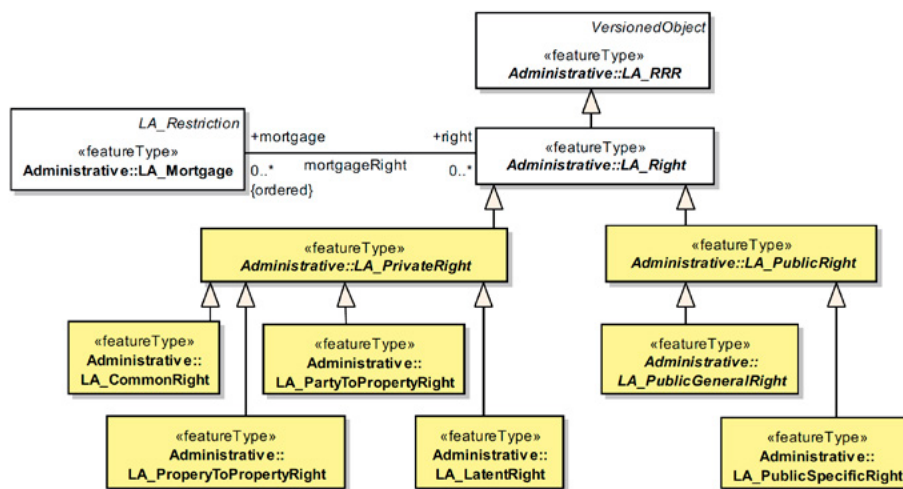 VersionedObject
«featureType»
Administrative::LA_RRR
LA_Restriction
«featureType»
Administrative::LA_Mortgage
+mortgage
+right
0..*
mortgageRight
0..*
{ordered}
«featureType»
Administrative::LA_Right
«featureType»
Administrative::LA_PrivateRight
«featureType»
Administrative::LA_PublicRight
«featureType»
Administrative::
LA_CommonRight
«featureType»
Administrative::
LA_PartyToPropertyRight
«featureType»
Administrative::
LA_PublicGeneralRight
«featureType»
Administrative::
LA_ProperyToPropertyRight
«featureType»
Administrative::
LA_LatentRight
«featureType»
Administrative::
LA_PublicSpecificRight